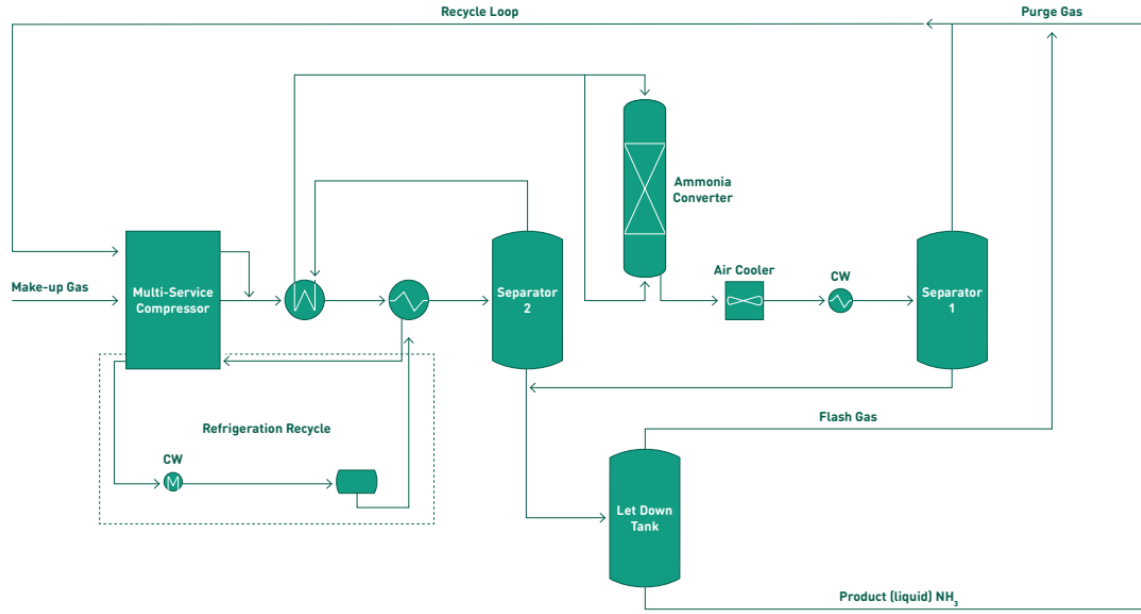 Recycle Loop
Purge Gas
Ammonia
Converter
Make-up Gas
Multi-Service
Compressor
Separator
2
Air Cooler
CW
Separator
1
Refrigeration Recycle
CW
Flash Gas
Let Down
Tank
Product (liquid) NH₃